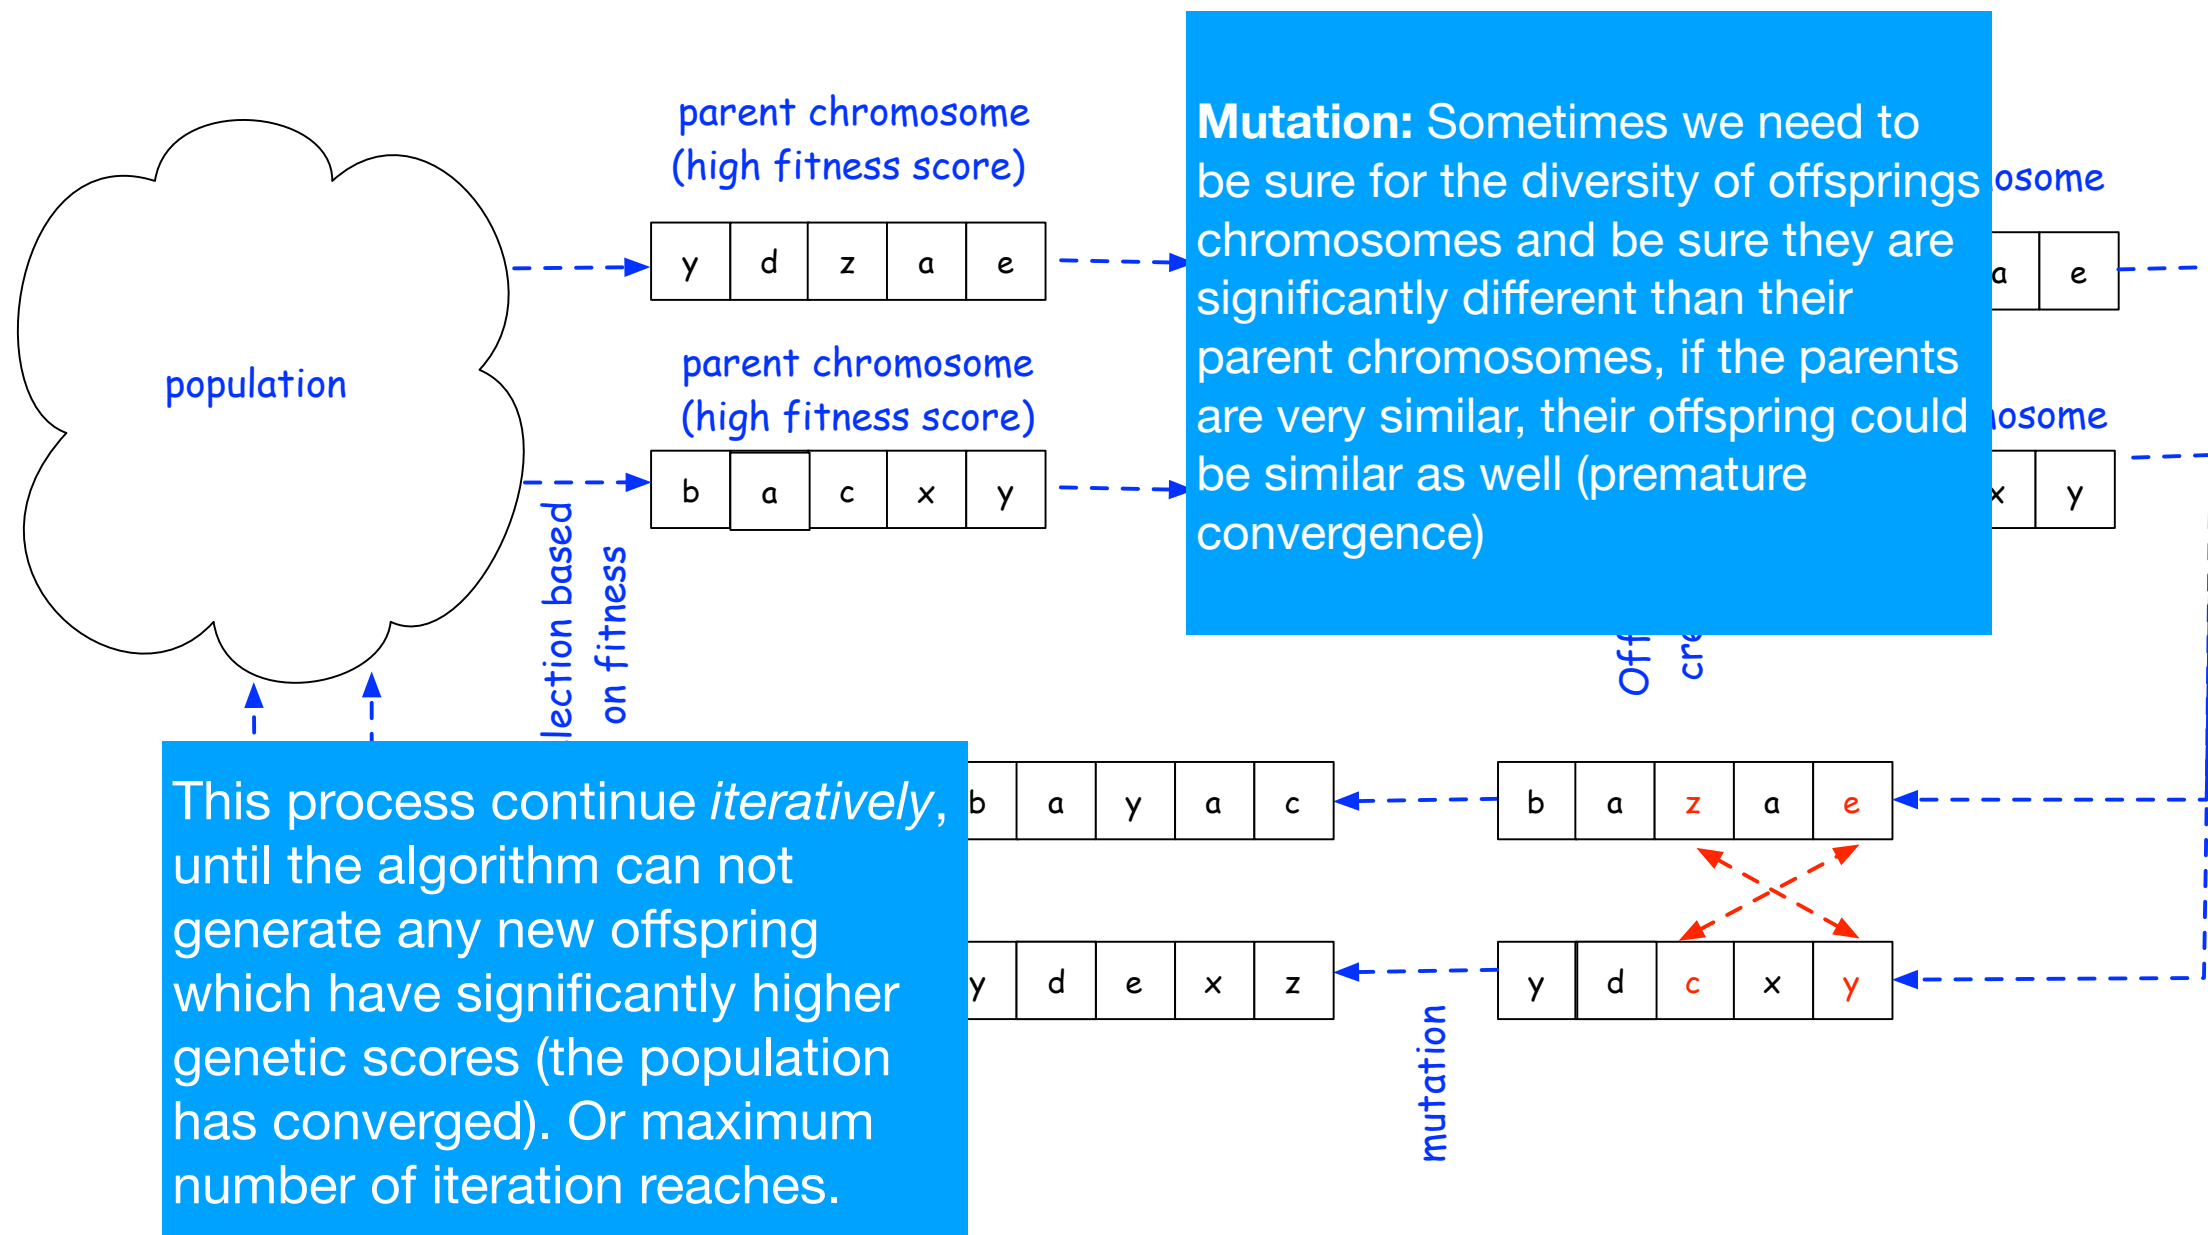 parent chromosome
(high fitness score)
y d z a e
population
parent chromosome
(high fitness score)
b a c x y
on fitness
Mutation: Sometimes we need to
be sure for the diversity of offsprings
chromosomes and be sure they are
significantly different than their
parent chromosomes, if the parents
are very similar, their offspring could
be similar as well (premature
convergence)
a e
y
based
This process continue iteratively,
until the algorithm can not
generate any new offspring
which have significantly higher
genetic scores (the population
has converged). Or maximum
number of iteration reaches.
b a y a c
b a z a e
y d e x z
y d c x y
mutation